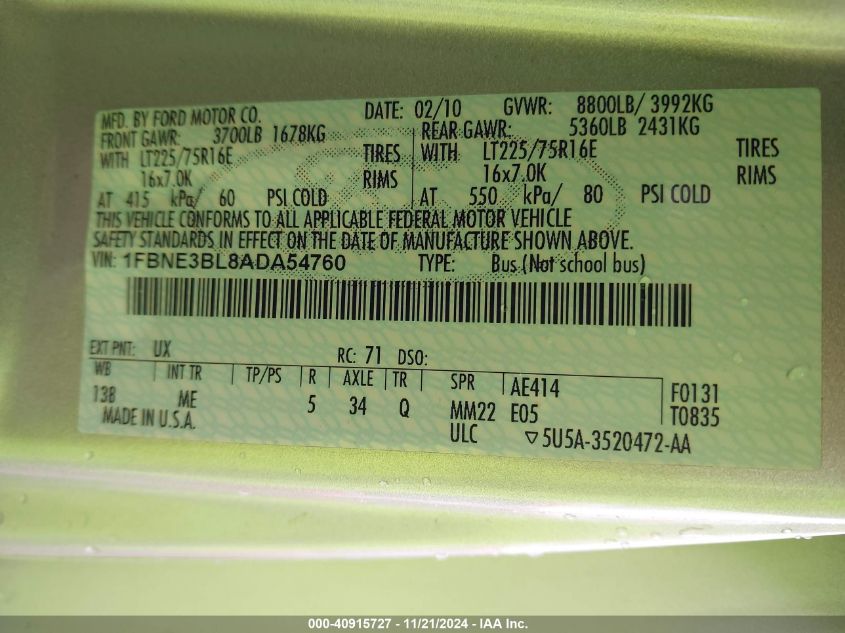 MFD. BY FORD MOTOR CO. DATE: 02/10 GVWR: 8800LB/ 3992KG
FRONT GAWR: 3700LB 1678KG REAR GAWR: 5360LB 2431KG
WITH LT225/75R16E TIRES WITH LT225/75R16E TIRES
16x7.0K RIMS 16x7.0K RIMS
AT 415 kPa/ 60 PSI COLD AT 550 kPa/ 80 PSI COLD
THIS VEHICLE CONFORMS TO ALL APPLICABLE FEDERAL MOTOR VEHICLE
SAFETY STANDARDS IN EFFECT ON THE DATE OF MANUFACTURE SHOWN ABOVE.
VIN: 1FBNE3BL8ADA54760 TYPE: Bus (Not school bus)
EXT PNT: UX RC: 71 DSO:
WB INT TR TP/PS R AXLE TR SPR AE414 F0131
138 ME 5 34 Q MM22 E05 T0835
MADE IN U.S.A. ULC ▽5U5A-3520472-AA
000-40915727 - 11/21/2024 - IAA Inc.